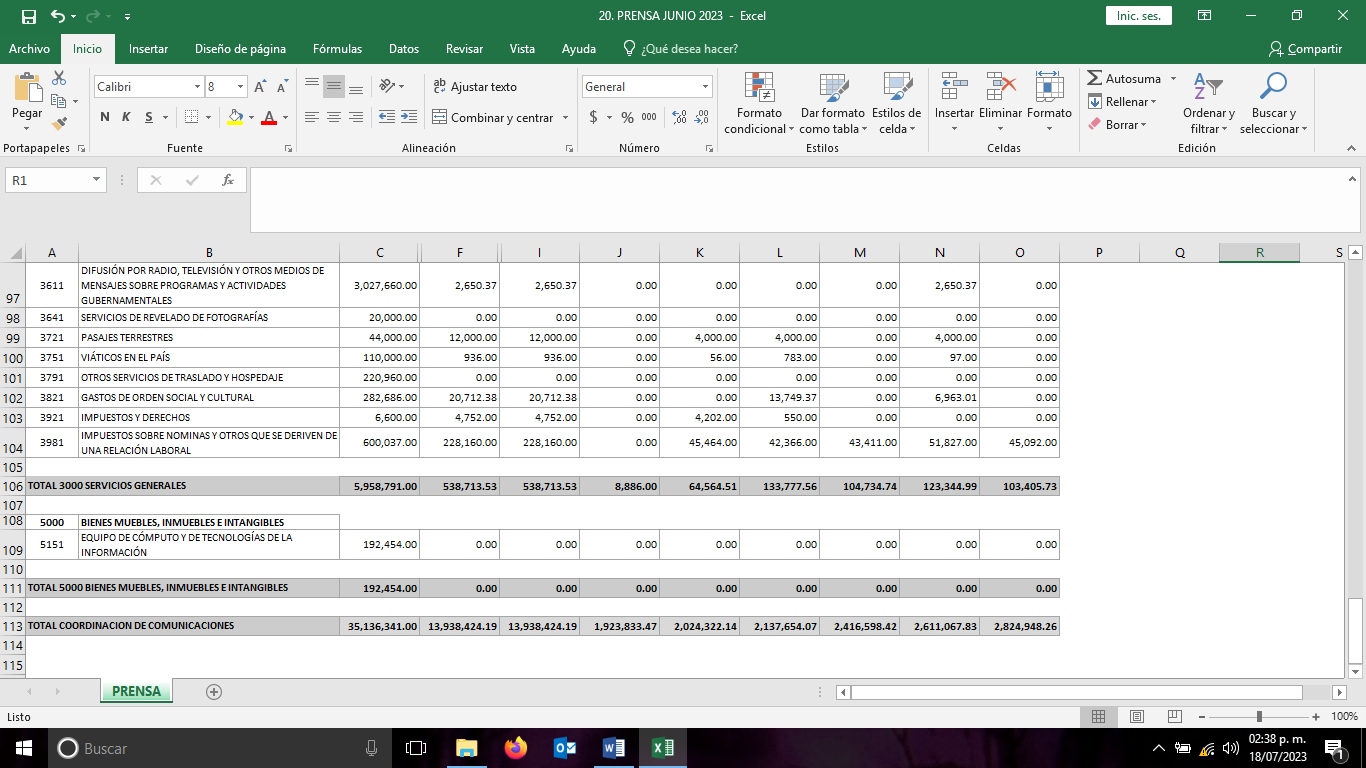 20. PRENSA JUNIO 2023 - Excel
Inic. ses.
Archivo Inicio Insertar Diseño de página Fórmulas Datos Revisar Vista Ayuda ¿Qué desea hacer? Compartir
Pegar
Calibri 8
N K S
Ajustar texto
Combinar y centrar
General
$ % 000
Formato condicional
Dar formato como tabla
Estilos de celda
Insertar Eliminar Formato
Autosuma
Rellenar
Borrar
Ordenar y filtrar
Buscar y seleccionar
Portapapeles Fuente Alineación Número Estilos Celdas Edición
R1 fx
A B C F I J K L M N O P Q R S
97 3611 DIFUSIÓN POR RADIO, TELEVISIÓN Y OTROS MEDIOS DE
MENSAJES SOBRE PROGRAMAS Y ACTIVIDADES
GUBERNAMENTALES 3,027,660.00 2,650.37 2,650.37 0.00 0.00 0.00 0.00 2,650.37 0.00
98 3641 SERVICIOS DE REVELADO DE FOTOGRAFÍAS 20,000.00 0.00 0.00 0.00 0.00 0.00 0.00 0.00 0.00
99 3721 PASAJES TERRESTRES 44,000.00 12,000.00 12,000.00 0.00 4,000.00 4,000.00 0.00 4,000.00 0.00
100 3751 VIÁTICOS EN EL PAÍS 110,000.00 936.00 936.00 0.00 56.00 783.00 0.00 97.00 0.00
101 3791 OTROS SERVICIOS DE TRASLADO Y HOSPEDAJE 220,960.00 0.00 0.00 0.00 0.00 0.00 0.00 0.00 0.00
102 3821 GASTOS DE ORDEN SOCIAL Y CULTURAL 282,686.00 20,712.38 20,712.38 0.00 0.00 13,749.37 0.00 6,963.01 0.00
103 3921 IMPUESTOS Y DERECHOS 6,600.00 4,752.00 4,752.00 0.00 4,202.00 550.00 0.00 0.00 0.00
104 3981 IMPUESTOS SOBRE NOMINAS Y OTROS QUE SE DERIVEN DE
UNA RELACIÓN LABORAL 600,037.00 228,160.00 228,160.00 0.00 45,464.00 42,366.00 43,411.00 51,827.00 45,092.00
105
106 TOTAL 3000 SERVICIOS GENERALES 5,958,791.00 538,713.53 538,713.53 8,886.00 64,564.51 133,777.56 104,734.74 123,344.99 103,405.73
107
108 5000 BIENES MUEBLES, INMUEBLES E INTANGIBLES
109 5151 EQUIPO DE CÓMPUTO Y DE TECNOLOGÍAS DE LA
INFORMACIÓN 192,454.00 0.00 0.00 0.00 0.00 0.00 0.00 0.00 0.00
110
111 TOTAL 5000 BIENES MUEBLES, INMUEBLES E INTANGIBLES 192,454.00 0.00 0.00 0.00 0.00 0.00 0.00 0.00 0.00
112
113 TOTAL COORDINACION DE COMUNICACIONES 35,136,341.00 13,938,424.19 13,938,424.19 1,923,833.47 2,024,322.14 2,137,654.07 2,416,598.42 2,611,067.83 2,824,948.26
114
115
PRENSA
Listo 100%
Buscar
02:38 p. m.
18/07/2023
1